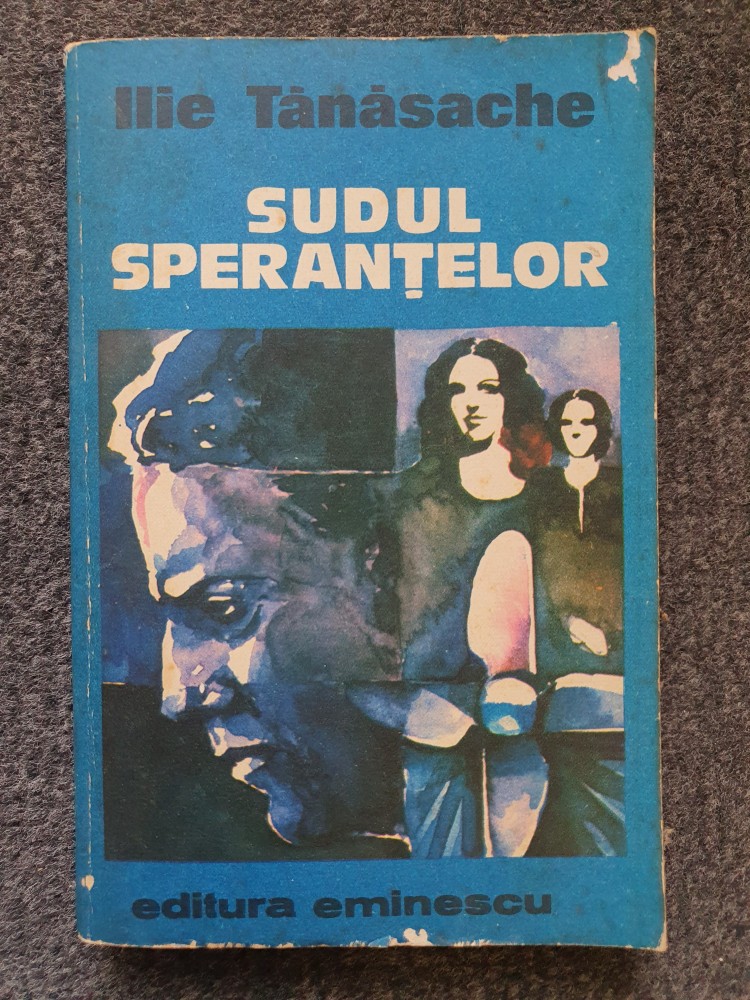 Ilie Tănăsache
SUDUL
SPERANȚELOR
editura eminescu